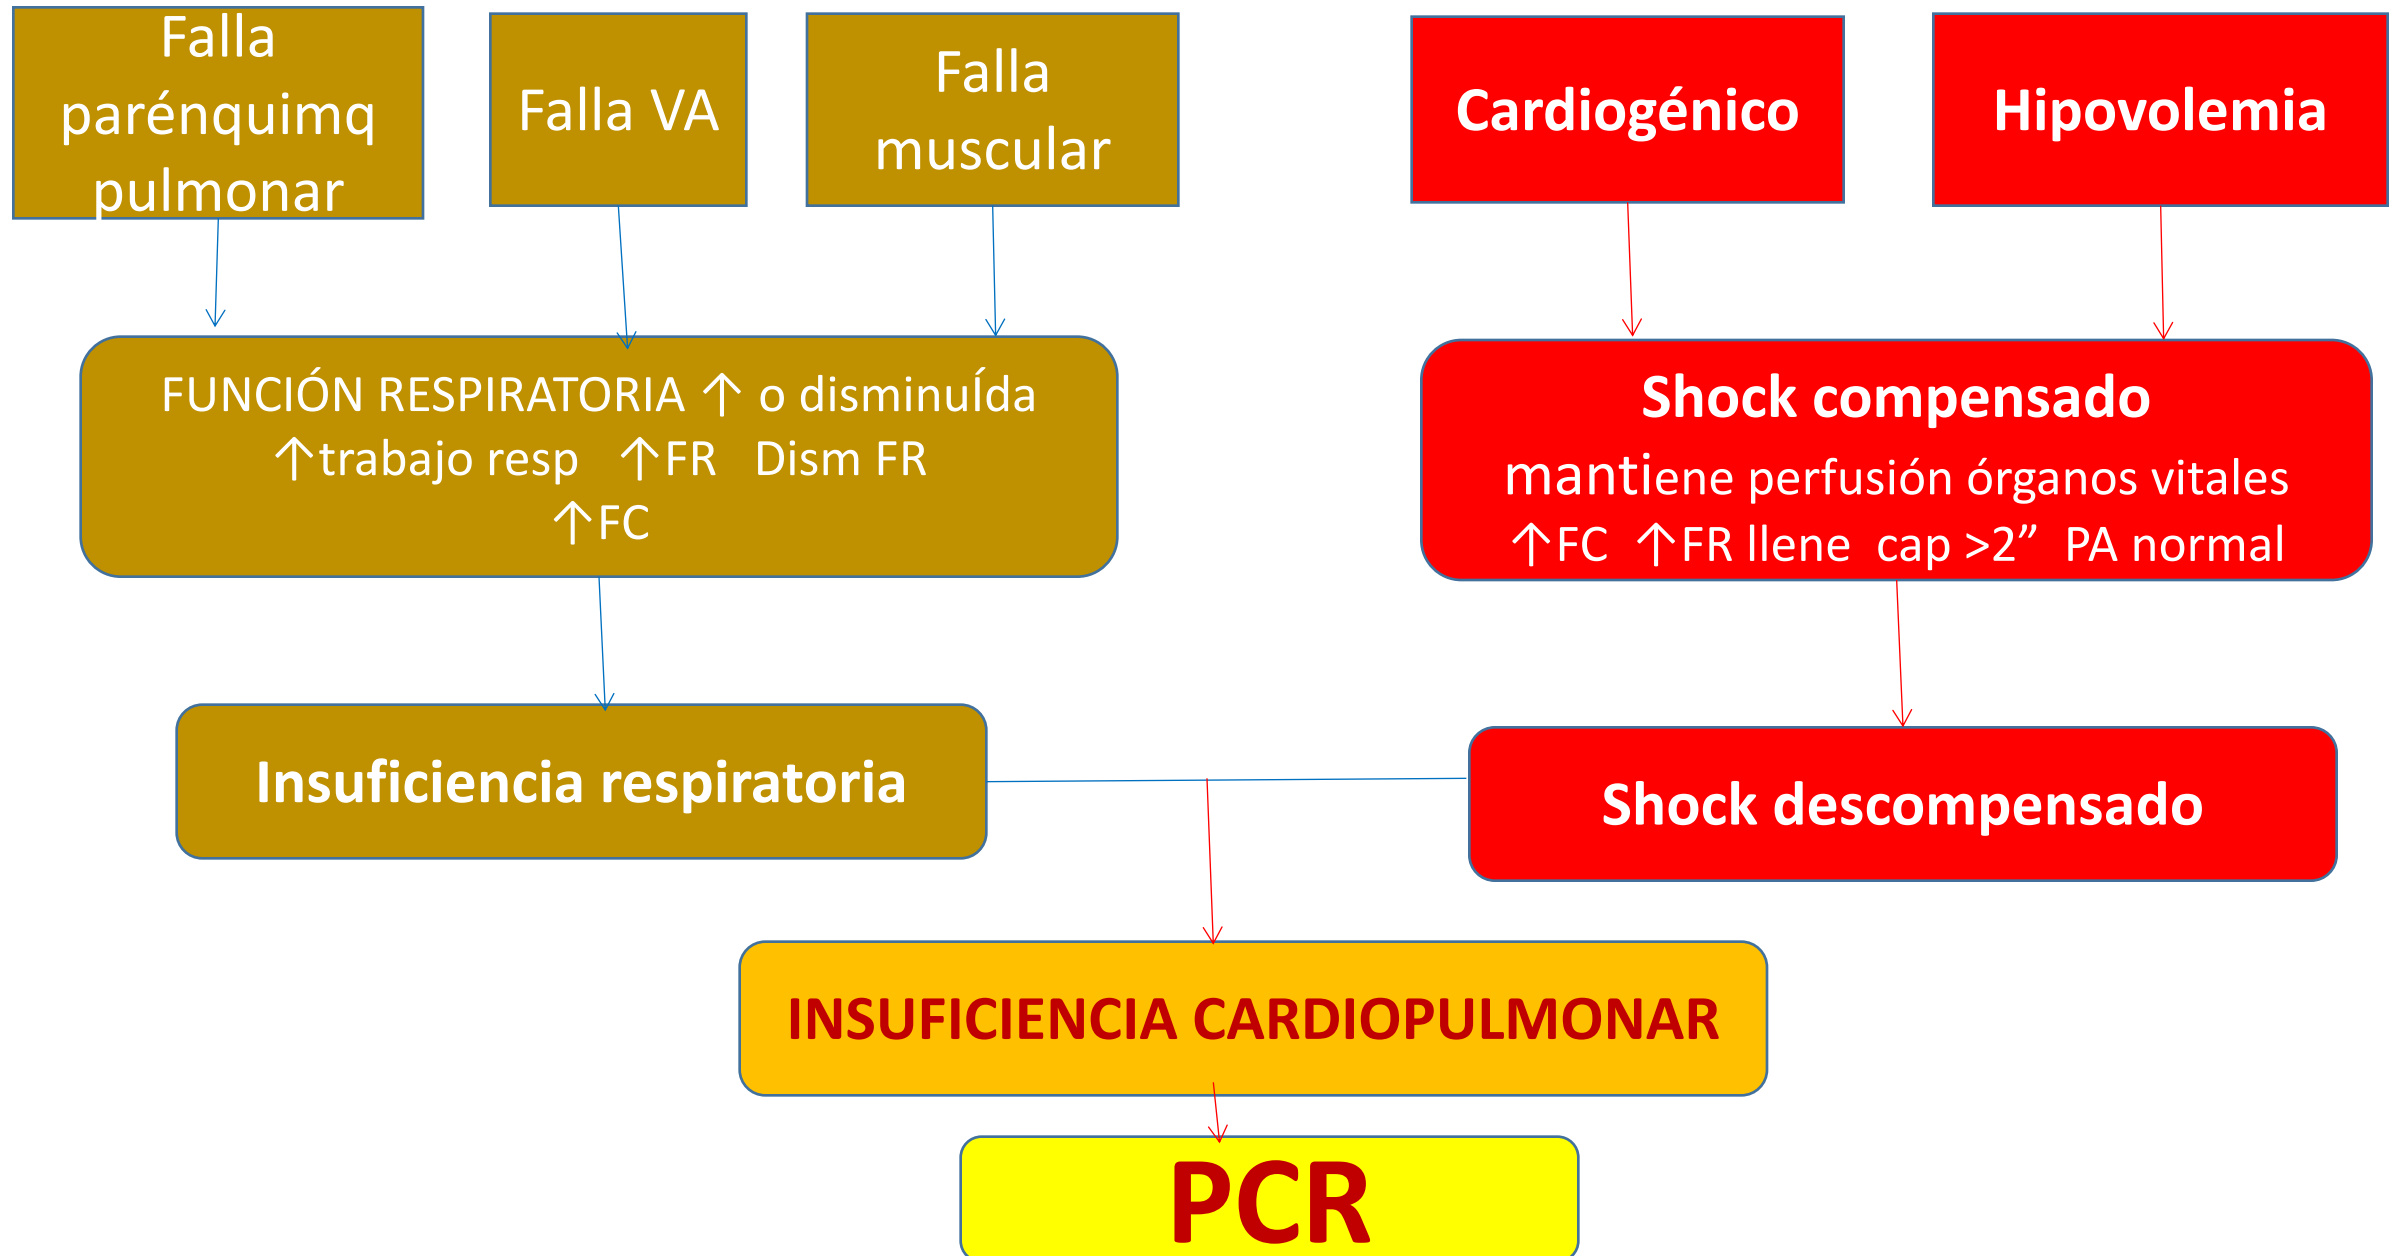 Falla
parénquimq
pulmonar
Falla VA
Falla
muscular
Cardiogénico
Hipovolemia
FUNCIÓN RESPIRATORIA ↑ o disminuÍda
↑trabajo resp ↑FR Dism FR
↑FC
Shock compensado
mantiene perfusión órganos vitales
↑FC ↑FR llene cap >2” PA normal
Insuficiencia respiratoria
Shock descompensado
INSUFICIENCIA CARDIOPULMONAR
PCR